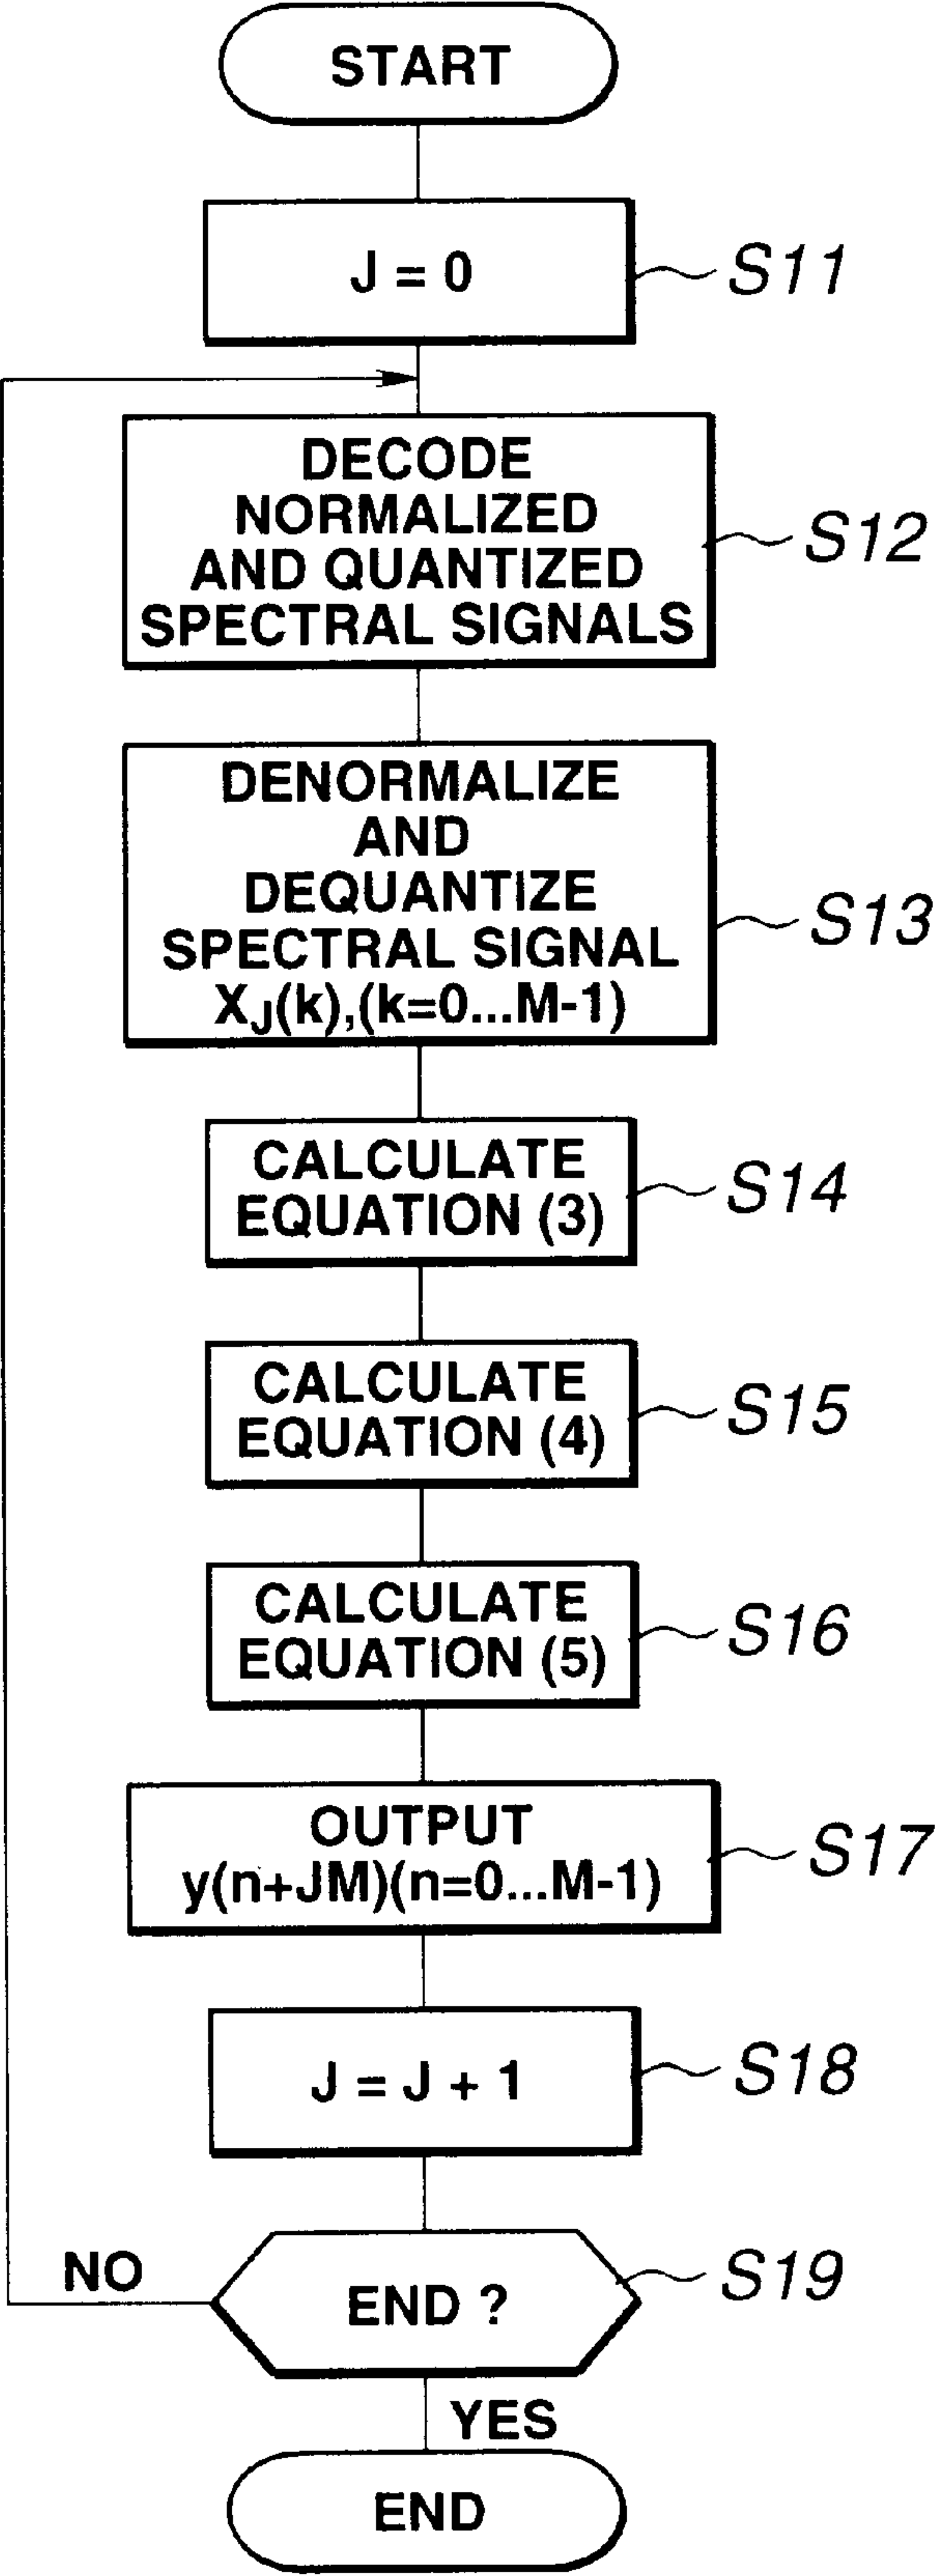 START
J = 0
S11
DECODE
NORMALIZED
AND QUANTIZED
SPECTRAL SIGNALS
S12
DENORMALIZE
AND
DEQUANTIZE
SPECTRAL SIGNAL
XJ(k),(k=0...M-1)
S13
CALCULATE
EQUATION (3)
S14
CALCULATE
EQUATION (4)
S15
CALCULATE
EQUATION (5)
S16
OUTPUT
y(n+JM)(n=0...M-1)
S17
J = J + 1
S18
END ?
S19
NO
YES
END